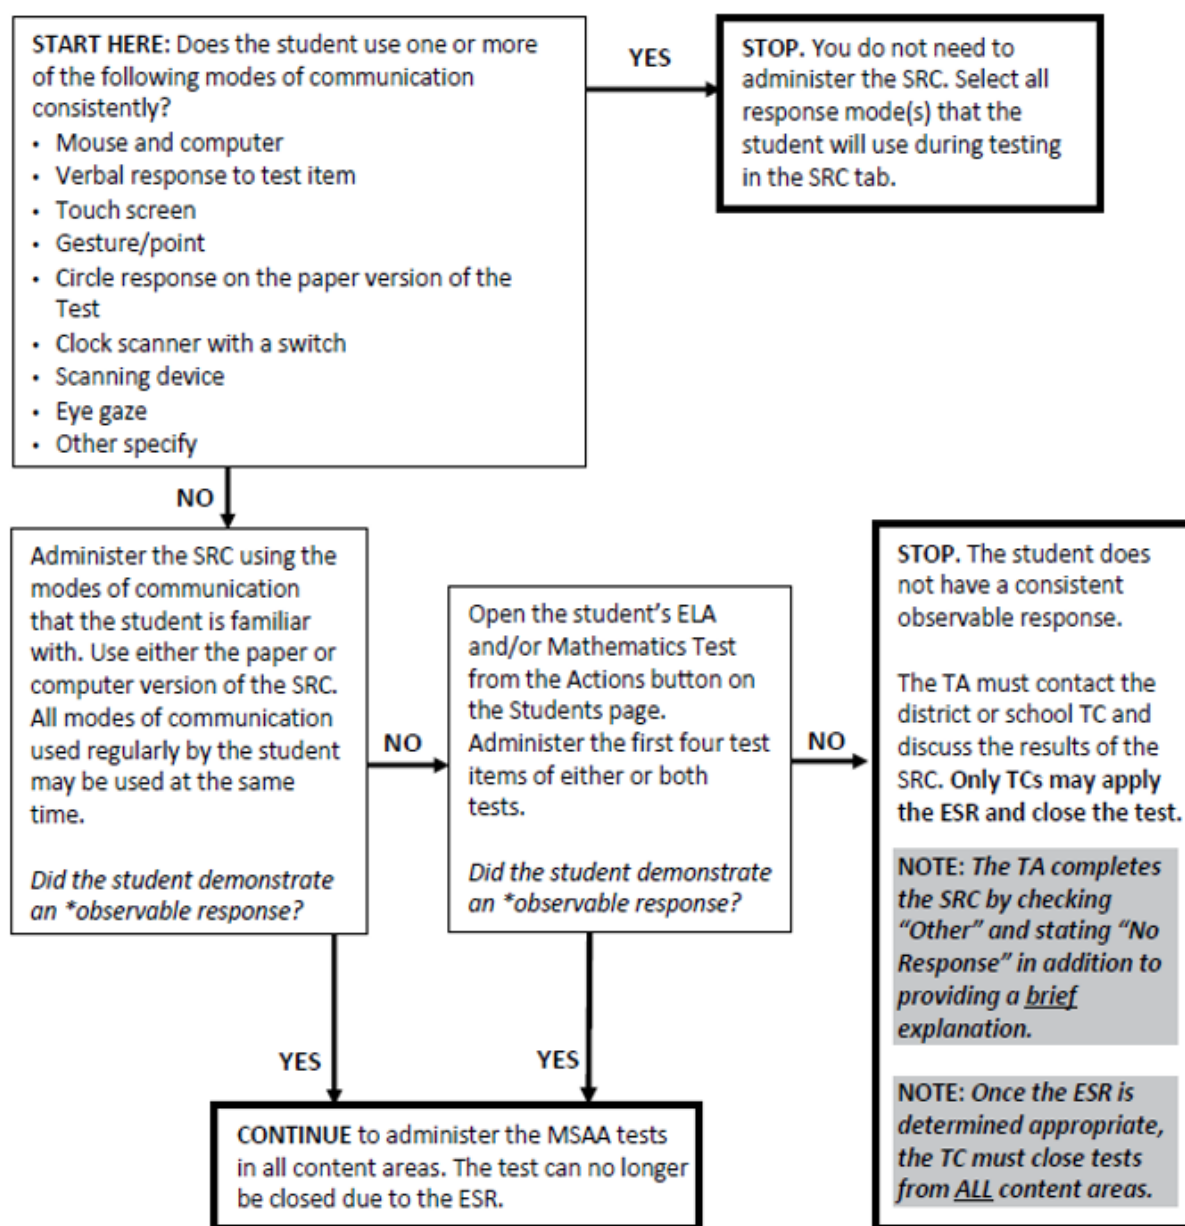 START HERE: Does the student use one or more
of the following modes of communication
consistently?
• Mouse and computer
• Verbal response to test item
• Touch screen
• Gesture/point
• Circle response on the paper version of the
Test
• Clock scanner with a switch
• Scanning device
• Eye gaze
• Other specify
YES
STOP. You do not need to
administer the SRC. Select all
response mode(s) that the
student will use during testing
in the SRC tab.
NO
Administer the SRC using the
modes of communication
that the student is familiar
with. Use either the paper or
computer version of the SRC.
All modes of communication
used regularly by the student
may be used at the same
time.
Did the student demonstrate
an *observable response?
NO
Open the student’s ELA
and/or Mathematics Test
from the Actions button on
the Students page.
Administer the first four test
items of either or both
tests.
Did the student demonstrate
an *observable response?
NO
STOP. The student does
not have a consistent
observable response.
The TA must contact the
district or school TC and
discuss the results of the
SRC. Only TCs may apply
the ESR and close the test.
NOTE: The TA completes
the SRC by checking
“Other” and stating “No
Response” in addition to
providing a brief
explanation.
NOTE: Once the ESR is
determined appropriate,
the TC must close tests
from ALL content areas.
YES
YES
CONTINUE to administer the MSAA tests
in all content areas. The test can no longer
be closed due to the ESR.